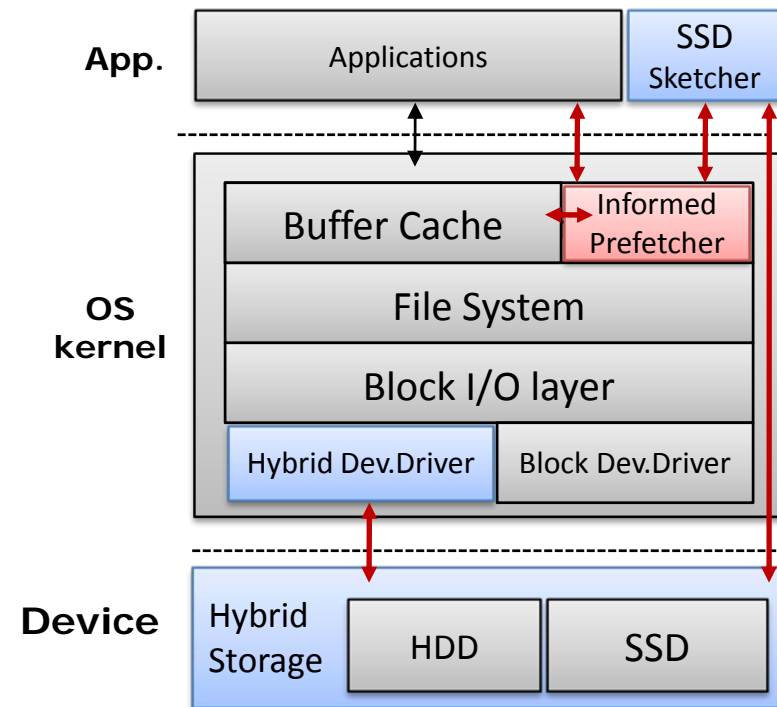 App.
Applications
SSD
Sketcher
OS
kernel
Buffer Cache
Informed
Prefetcher
File System
Block I/O layer
Hybrid Dev.Driver
Block Dev.Driver
Device
Hybrid
Storage
HDD
SSD